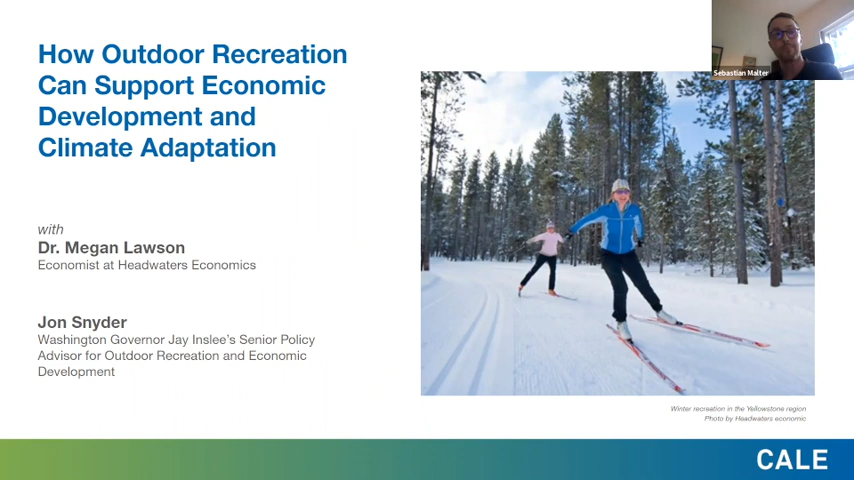 How Outdoor Recreation
Can Support Economic
Development and
Climate Adaptation
with
Dr. Megan Lawson
Economist at Headwaters Economics
Jon Snyder
Washington Governor Jay Inslee's Senior Policy
Advisor for Outdoor Recreation and Economic
Development
Sebastian Malter
Winter recreation in the Yellowstone region
Photo by Headwaters economic
CALE